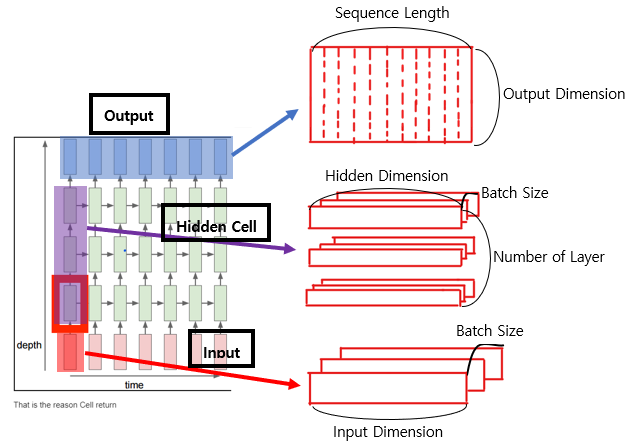 Sequence Length
Output
Output Dimension
Hidden Dimension
Batch Size
Hidden Cell
Number of Layer
Batch Size
Input
depth
time
That is the reason Cell return
Input Dimension